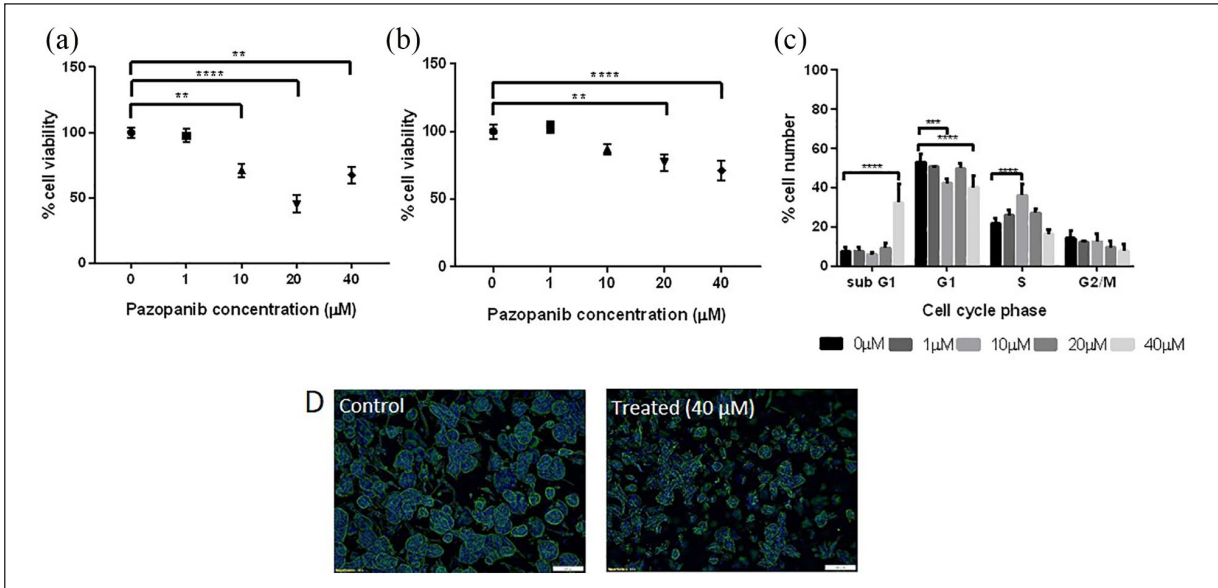 (a)
**
****
**
150
100
50
0
% cell viability
0 1 10 20 40
Pazopanib concentration (µM)
(b)
****
**
150
100
50
0
% cell viability
0 1 10 20 40
Pazopanib concentration (µM)
(c)
***
****
****
****
100
80
60
40
20
0
% cell number
sub G1 G1 S G2/M
Cell cycle phase
0µM 1µM 10µM 20µM 40µM
D
Control
Treated (40 µM)